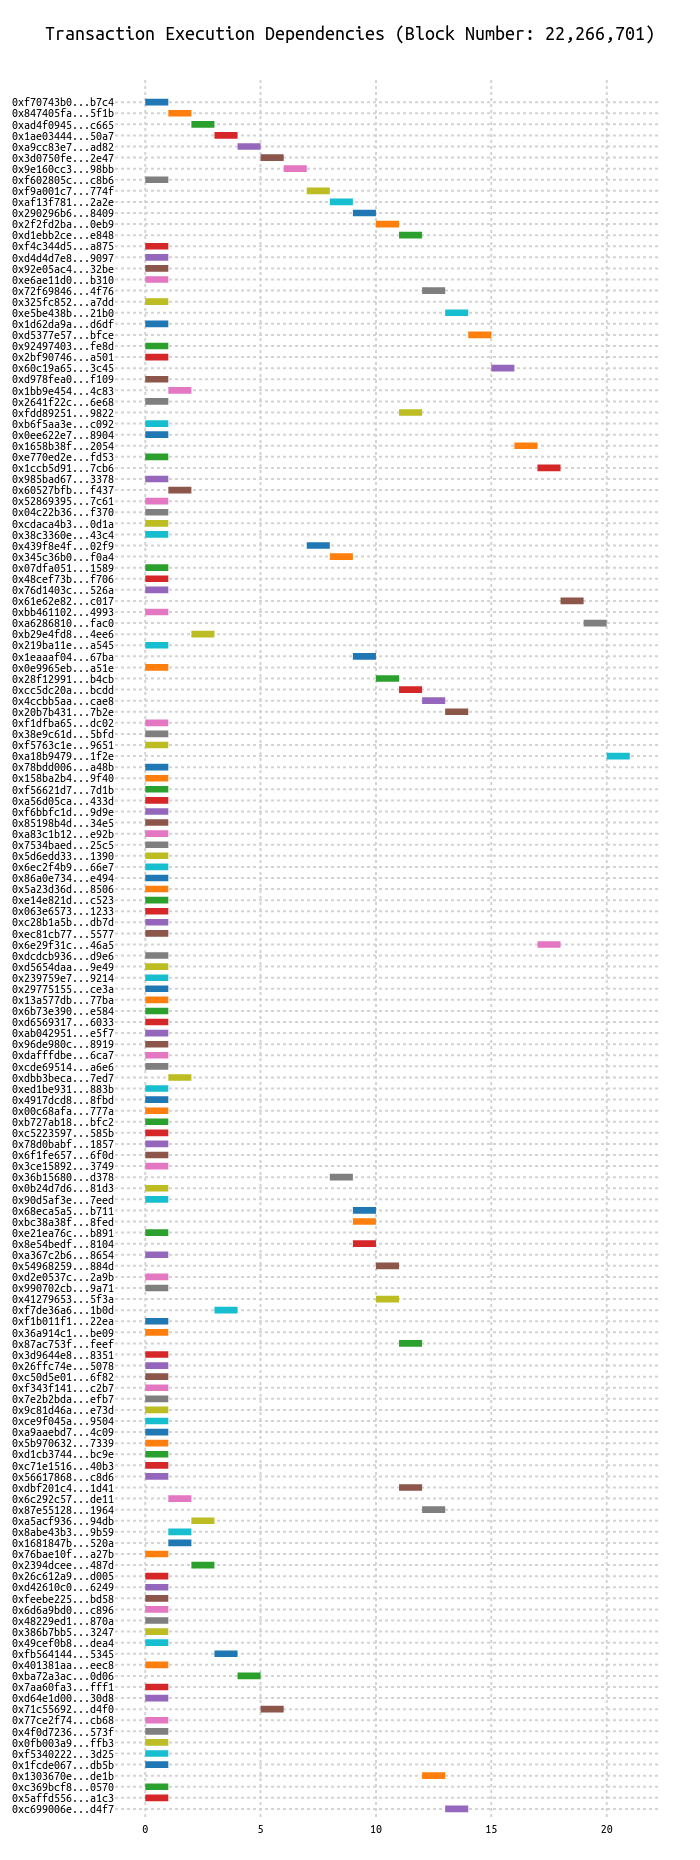 Transaction Execution Dependencies (Block Number: 22,266,701)
0xf70743b0...b7c4
0x847405fa...5f1b
0xad4f0945...c665
0x1ae03444...50a7
0xa9cc83e7...ad82
0x3d0750fe...2e47
0x9e160cc3...98bb
0xf602805c...c8b6
0xf9a001c7...774f
0xaf13f781...2a2e
0x290296b6...8409
0x2f2fd2ba...0eb9
0xd1ebb2ce...e848
0xf4c344d5...a875
0xd4d4d7e8...9097
0x92e05ac4...32be
0xe6ae11d0...b310
0x72f69846...4f76
0x325fc852...a7dd
0xe5be438b...21b0
0x1d62da9a...d6df
0xd5377e57...bfce
0x92497403...fe8d
0x2bf90746...a501
0x60c19a65...3c45
0xd978fea0...f109
0x1bb9e454...4c83
0x2641f22c...6e68
0xfdd89251...9822
0xb6f5aa3e...c092
0x0ee622e7...8904
0x1658b38f...2054
0xe770ed2e...fd53
0x1ccb5d91...7cb6
0x985bad67...3378
0x60527bfb...f437
0x52869395...7c61
0x04c22b36...f370
0xcdaca4b3...0d1a
0x38c3360e...43c4
0x439f8e4f...02f9
0x345c36b0...f0a4
0x07dfa051...1589
0x48cef73b...f706
0x76d1403c...526a
0x61e62e82...c017
0xbb461102...4993
0xa6286810...fac0
0xb29e4fd8...4ee6
0x219ba11e...a545
0x1eaaaf04...67ba
0x0e9965eb...a51e
0x28f12991...b4cb
0xcc5dc20a...bcdd
0x4ccbb5aa...cae8
0x20b7b431...7b2e
0xf1dfba65...dc02
0x38e9c61d...5bfd
0xf5763c1e...9651
0xa18b9479...1f2e
0x78bdd006...a48b
0x158ba2b4...9f40
0xf56621d7...7d1b
0xa56d05ca...433d
0xf6bbfc1d...9d9e
0x85198b4d...34e5
0xa83c1b12...e92b
0x7534baed...25c5
0x5d6edd33...1390
0x6ec2f4b9...66e7
0x86a0e734...e494
0x5a23d36d...8506
0xe14e821d...c523
0x063e6573...1233
0xc28b1a5b...db7d
0xec81cb77...5577
0x6e29f31c...46a5
0xdcdcb936...d9e6
0xd5654daa...9e49
0x239759e7...9214
0x29775155...ce3a
0x13a577db...77ba
0x6b73e390...e584
0xd6569317...6033
0xab042951...e5f7
0x96de980c...8919
0xdafffdbe...6ca7
0xcde69514...a6e6
0xdbb3beca...7ed7
0xed1be931...883b
0x4917dcd8...8fbd
0x00c68afa...777a
0xb727ab18...bfc2
0xc5223597...585b
0x78d0babf...1857
0x6f1fe657...6f0d
0x3ce15892...3749
0x36b15680...d378
0x0b24d7d6...81d3
0x90d5af3e...7eed
0x68eca5a5...b711
0xbc38a38f...8fed
0xe21ea76c...b891
0x8e54bedf...8104
0xa367c2b6...8654
0x54968259...884d
0xd2e0537c...2a9b
0x990702cb...9a71
0x41279653...5f3a
0xf7de36a6...1b0d
0xf1b011f1...22ea
0x36a914c1...be09
0x87ac753f...feef
0x3d9644e8...8351
0x26ffc74e...5078
0xc50d5e01...6f82
0xf343f141...c2b7
0x7e2b2bda...efb7
0x9c81d46a...e73d
0xce9f045a...9504
0xa9aaebd7...4c09
0x5b970632...7339
0xd1cb3744...bc9e
0xc71e1516...40b3
0x56617868...c8d6
0xdbf201c4...1d41
0x6c292c57...de11
0x87e55128...1964
0xa5acf936...94db
0x8abe43b3...9b59
0x1681847b...520a
0x76bae10f...a27b
0x2394dcee...487d
0x26c612a9...d005
0xd42610c0...6249
0xfeebe225...bd58
0x6d6a9bd0...c896
0x48229ed1...870a
0x386b7bb5...3247
0x49cef0b8...dea4
0xfb564144...5345
0x401381aa...eec8
0xba72a3ac...0d06
0x7aa60fa3...fff1
0xd64e1d00...30d8
0x71c55692...d4f0
0x77ce2f74...cb68
0x4f0d7236...573f
0x0fb003a9...ffb3
0xf5340222...3d25
0x1fcde067...db5b
0x1303670e...de1b
0xc369bcf8...0570
0x5affd556...a1c3
0xc699006e...d4f7
0 5 10 15 20